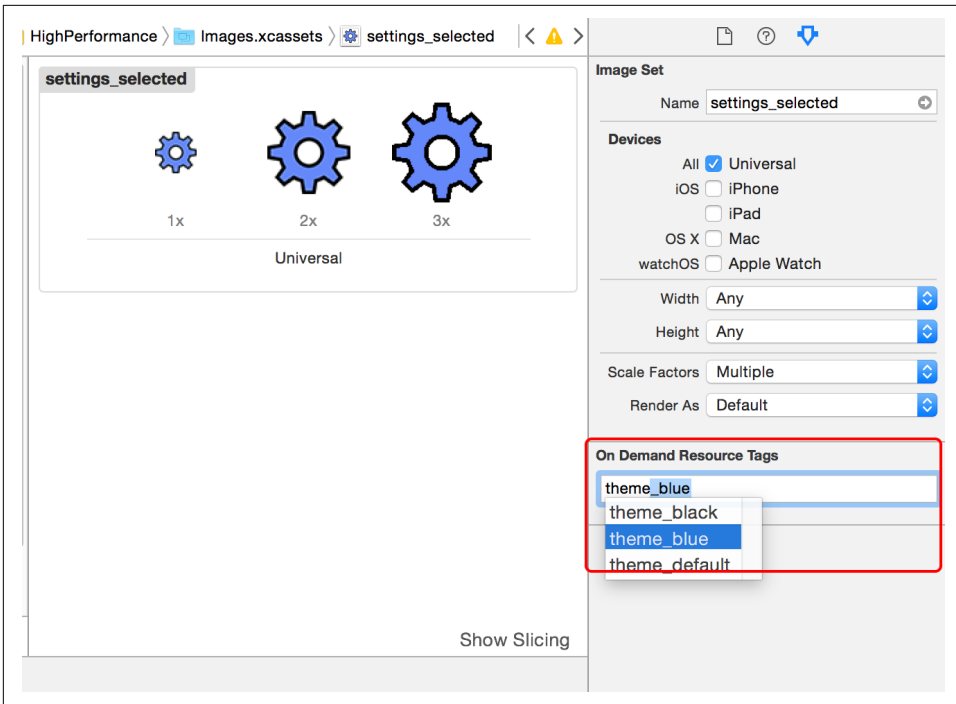 HighPerformance
Images.xcassets
settings_selected
settings_selected
1x
2x
3x
Universal
Show Slicing
Image Set
Name settings_selected
Devices
All Universal
iOS iPhone
iPad
OS X Mac
watchOS Apple Watch
Width Any
Height Any
Scale Factors Multiple
Render As Default
On Demand Resource Tags
theme_blue
theme_black
theme_blue
theme_default